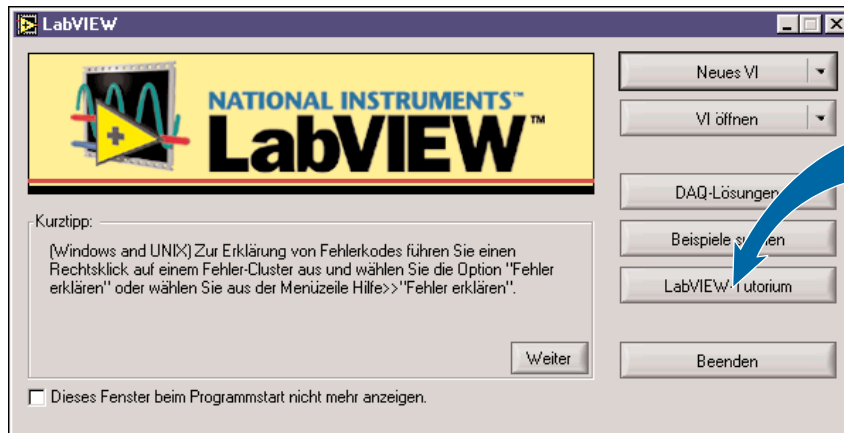 LabVIEW
NATIONAL INSTRUMENTS™
LabVIEW™
Kurztipp:
(Windows and UNIX) Zur Erklärung von Fehlerkodes führen Sie einen
Rechtsklick auf einem Fehler-Cluster aus und wählen Sie die Option "Fehler
erklären" oder wählen Sie aus der Menüzeile Hilfe>>"Fehler erklären".
Weiter
Dieses Fenster beim Programmstart nicht mehr anzeigen.
Neues VI
VI öffnen
DAQ-Lösungen
Beispiele suchen
LabVIEW-Tutorium
Beenden